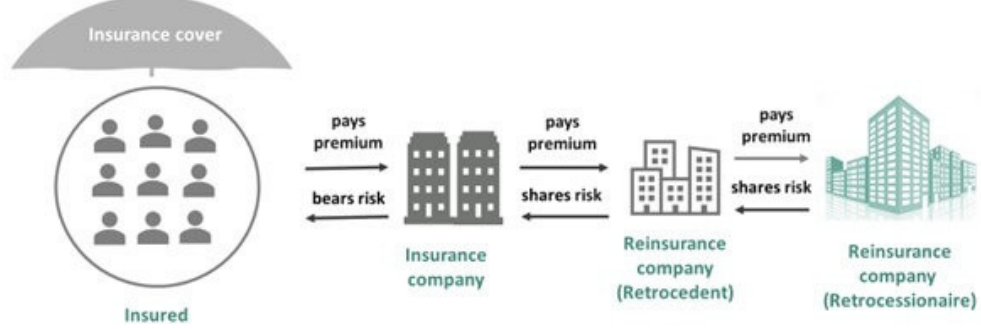 Insurance cover
pays
premium
bears risk
pays
premium
shares risk
pays
premium
shares risk
Insured
Insurance
company
Reinsurance
company
(Retrocedent)
Reinsurance
company
(Retrocessionaire)